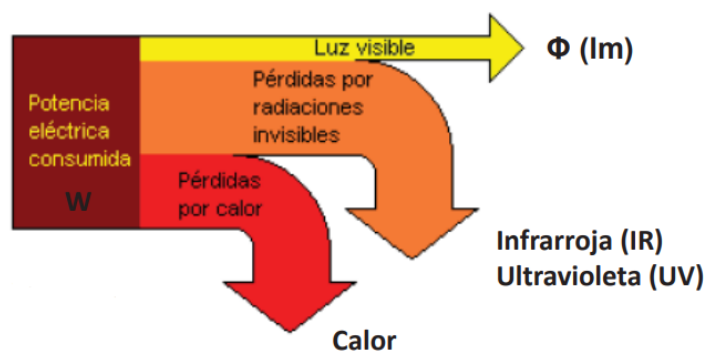 Luz visible
Φ (lm)
Potencia
eléctrica
consumida
W
Pérdidas por
radiaciones
invisibles
Pérdidas
por calor
Infrarroja (IR)
Ultravioleta (UV)
Calor